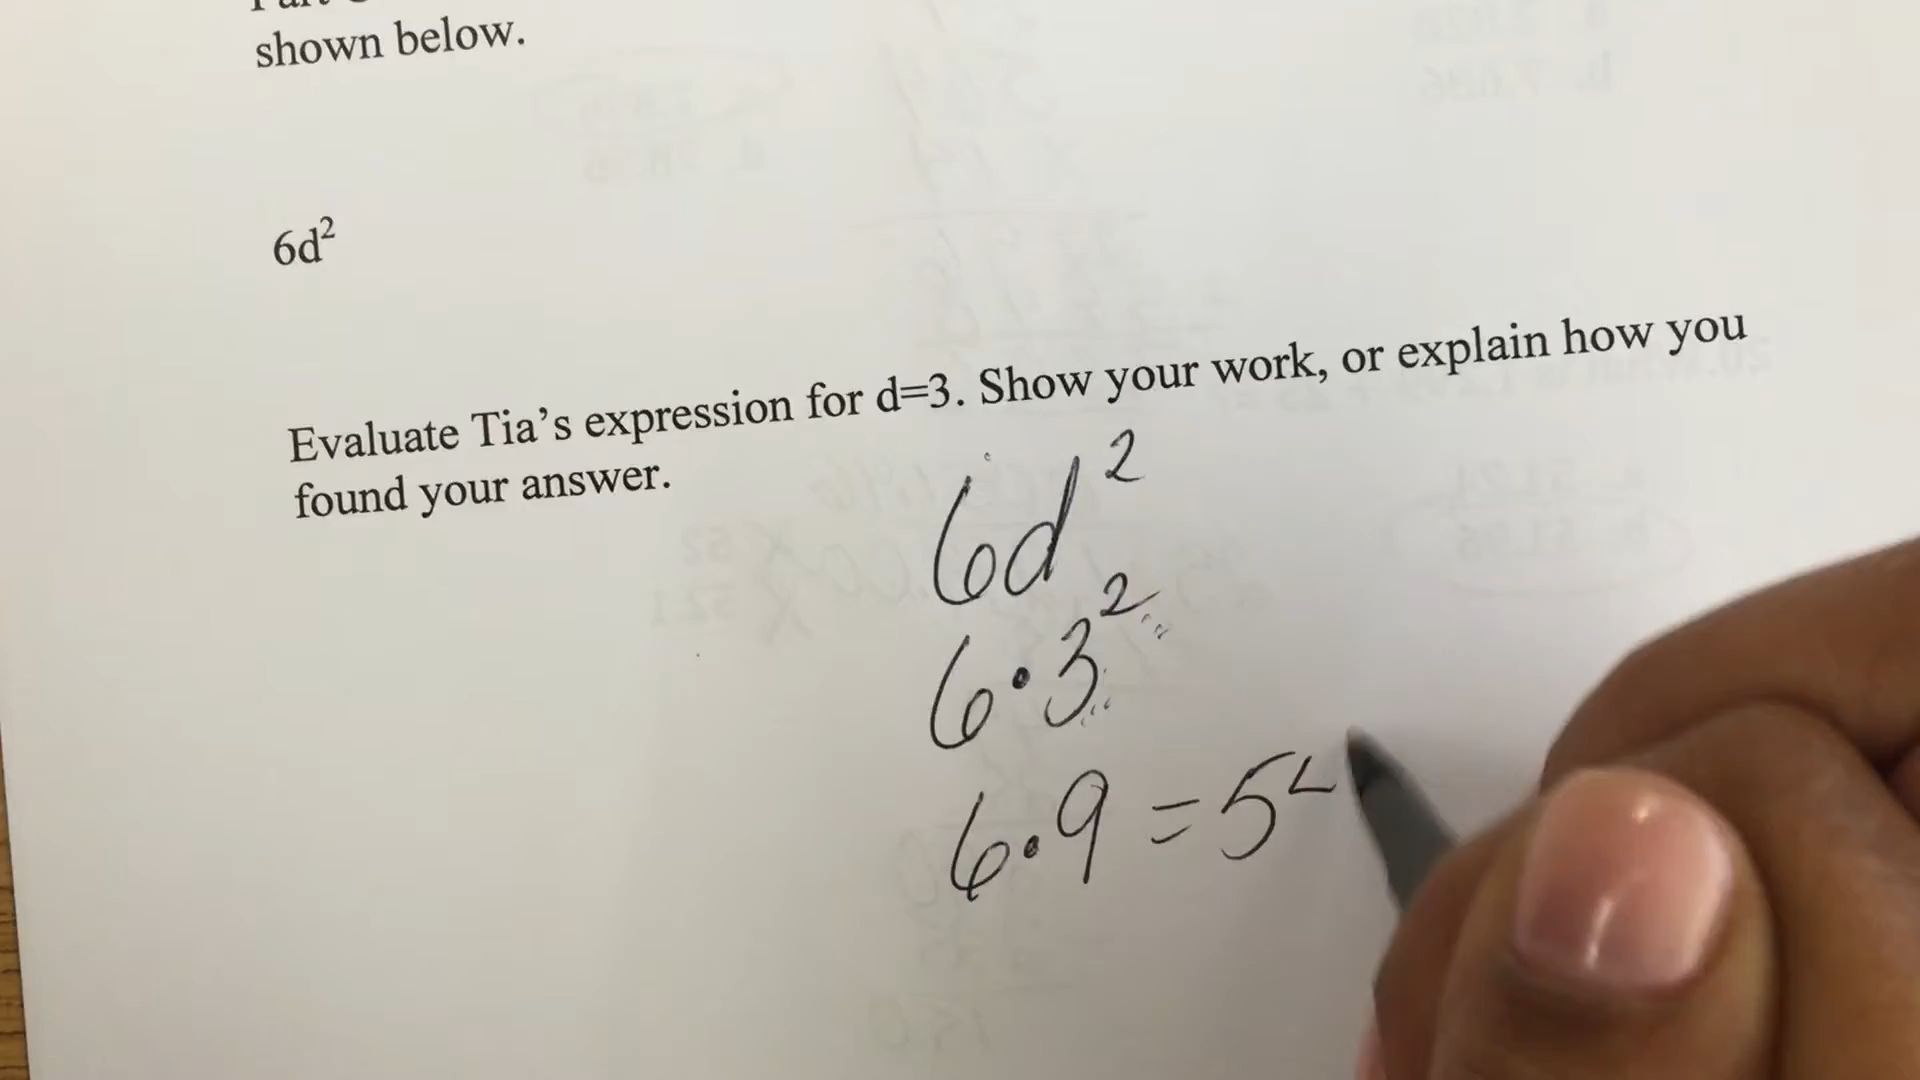 shown below.
6d²
Evaluate Tia's expression for d=3. Show your work, or explain how you
found your answer.
6d²
6•3²
6•9 = 54